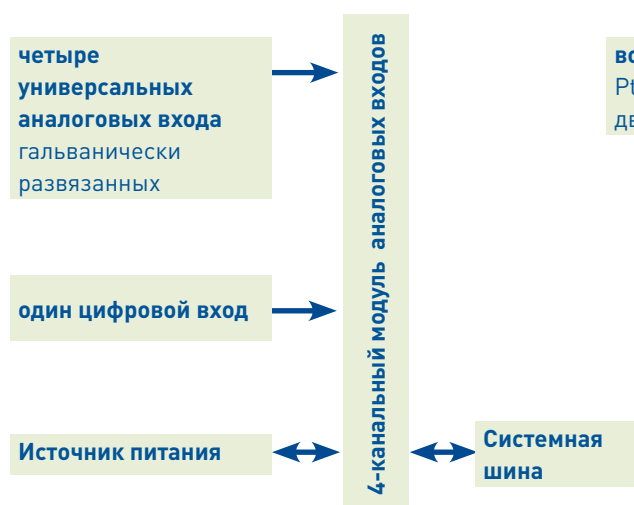 четыре
универсальных
аналоговых входа
гальванически
развязанных
один цифровой вход
Источник питания
4-канальный модуль аналоговых входов
Системная
шина